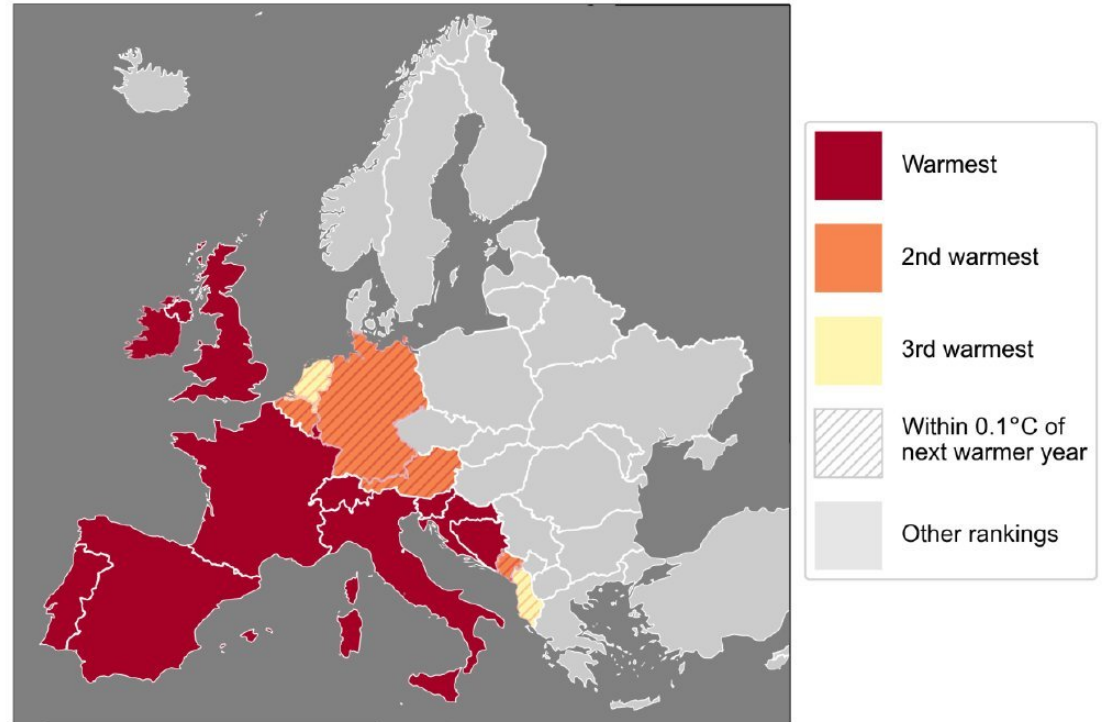 Warmest
2nd warmest
3rd warmest
Within 0.1°C of
next warmer year
Other rankings